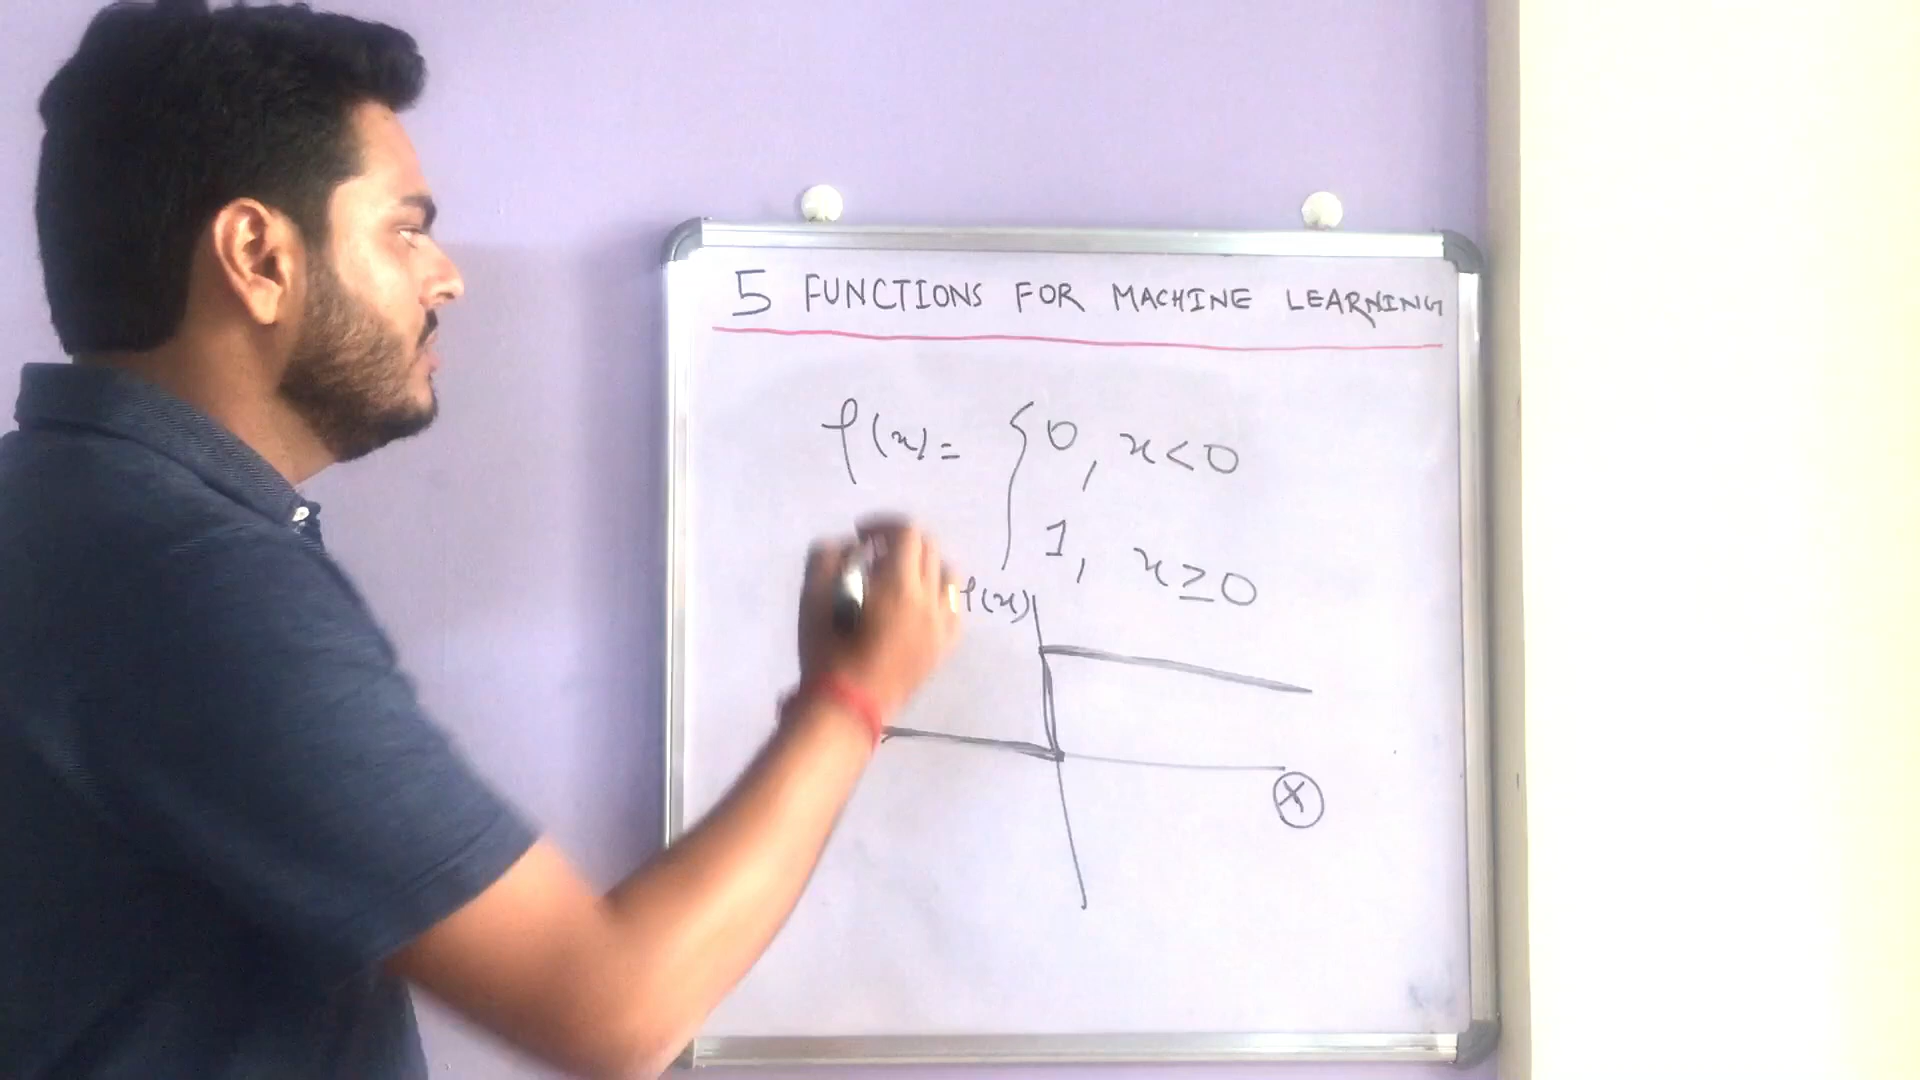 5 FUNCTIONS FOR MACHINE LEARNING
f(x) = { 0, x < 0
1, x ≥ 0
f(x)
X